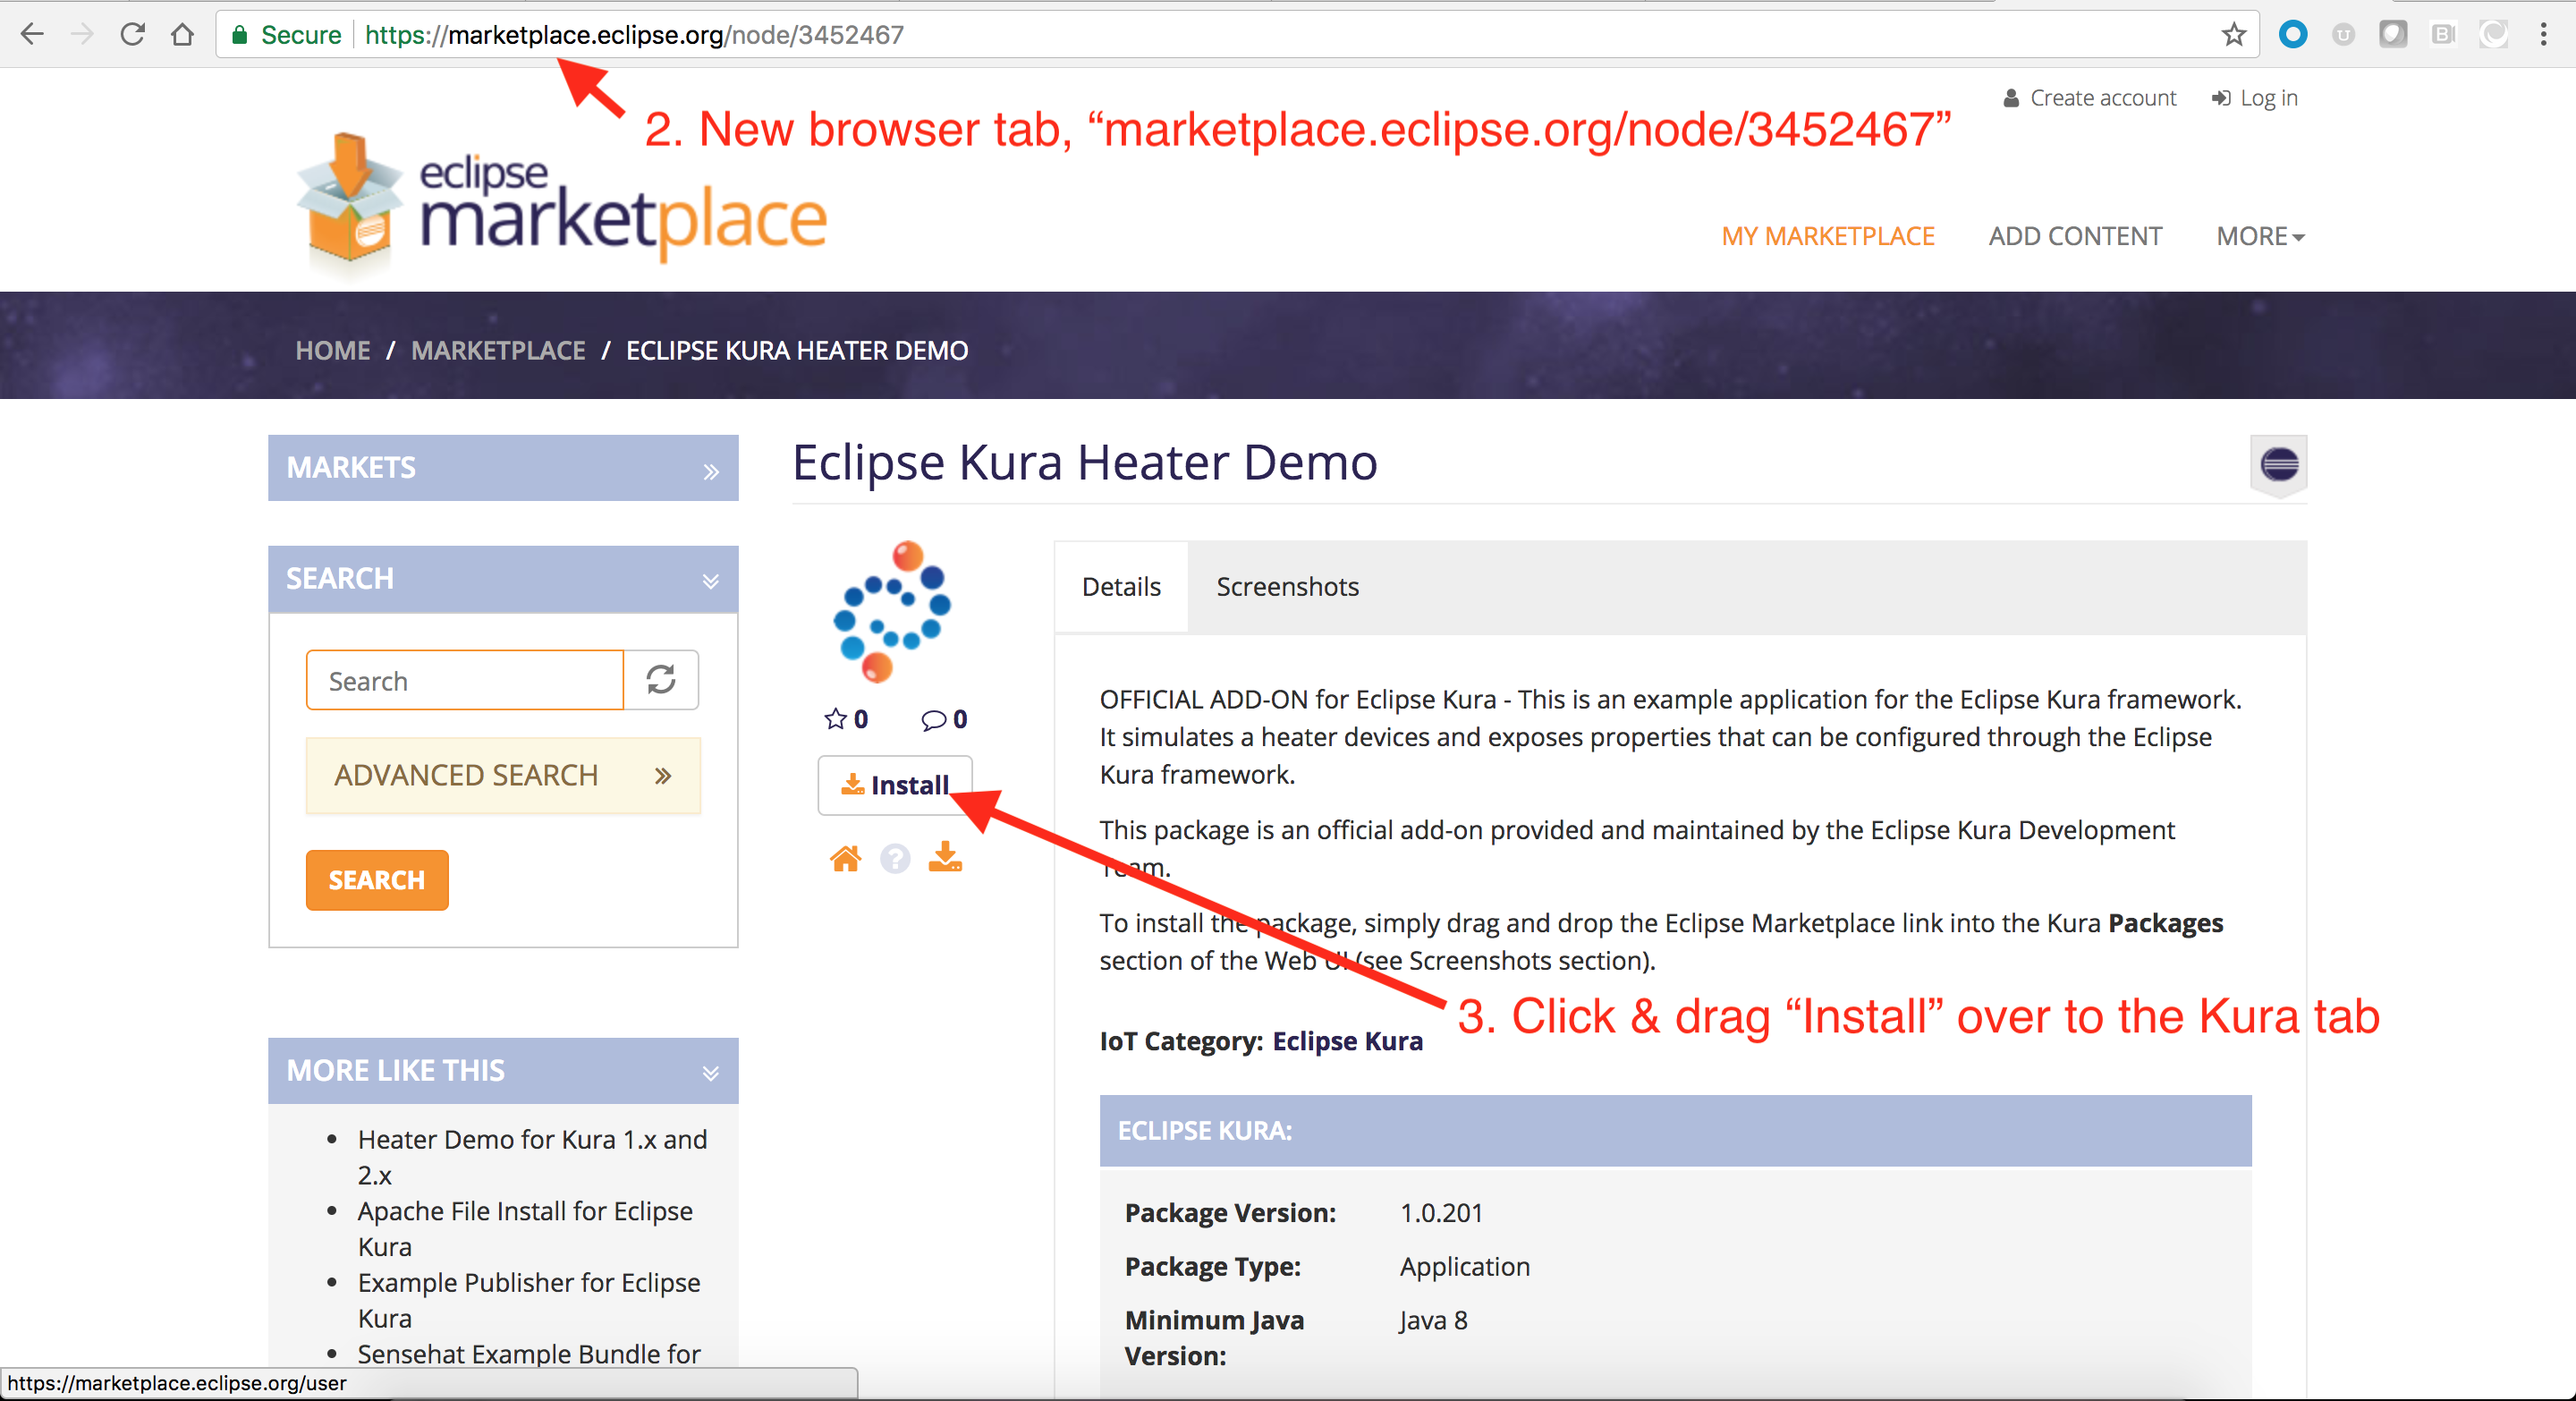 Secure https://marketplace.eclipse.org/node/3452467
Create account Log in
2. New browser tab, “marketplace.eclipse.org/node/3452467”
eclipse
marketplace
MY MARKETPLACE ADD CONTENT MORE
HOME / MARKETPLACE / ECLIPSE KURA HEATER DEMO
MARKETS
SEARCH
Search
ADVANCED SEARCH
SEARCH
MORE LIKE THIS
Heater Demo for Kura 1.x and
2.x
Apache File Install for Eclipse
Kura
Example Publisher for Eclipse
Kura
Sensehat Example Bundle for
Eclipse Kura Heater Demo
0 0
Install
Details Screenshots
OFFICIAL ADD-ON for Eclipse Kura - This is an example application for the Eclipse Kura framework.
It simulates a heater devices and exposes properties that can be configured through the Eclipse
Kura framework.
This package is an official add-on provided and maintained by the Eclipse Kura Development
Team.
To install the package, simply drag and drop the Eclipse Marketplace link into the Kura Packages
section of the Web UI (see Screenshots section).
3. Click & drag “Install” over to the Kura tab
IoT Category: Eclipse Kura
ECLIPSE KURA:
Package Version: 1.0.201
Package Type: Application
Minimum Java Java 8
Version:
https://marketplace.eclipse.org/user